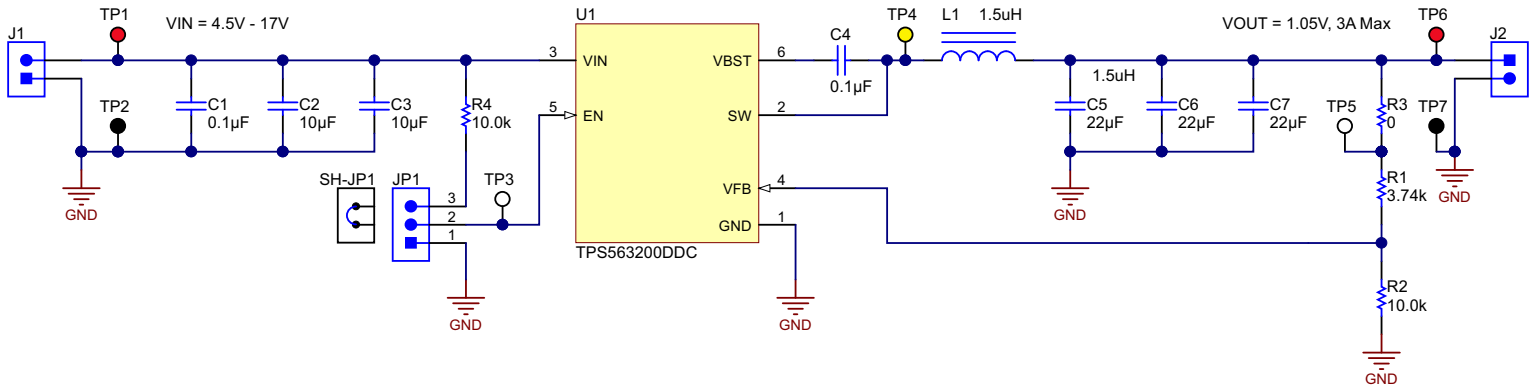 VIN = 4.5V - 17V
VOUT = 1.05V, 3A Max
J1
TP1
TP2
GND
C1
0.1µF
C2
10µF
C3
10µF
R4
10.0k
SH-JP1
JP1
3
2
1
GND
TP3
U1
3
VIN
5
EN
VBST
6
SW
2
VFB
4
GND
1
TPS563200DDC
GND
C4
0.1µF
TP4
L1
1.5uH
1.5uH
C5
22µF
C6
22µF
C7
22µF
GND
TP5
R3
0
R1
3.74k
R2
10.0k
GND
TP6
TP7
GND
J2